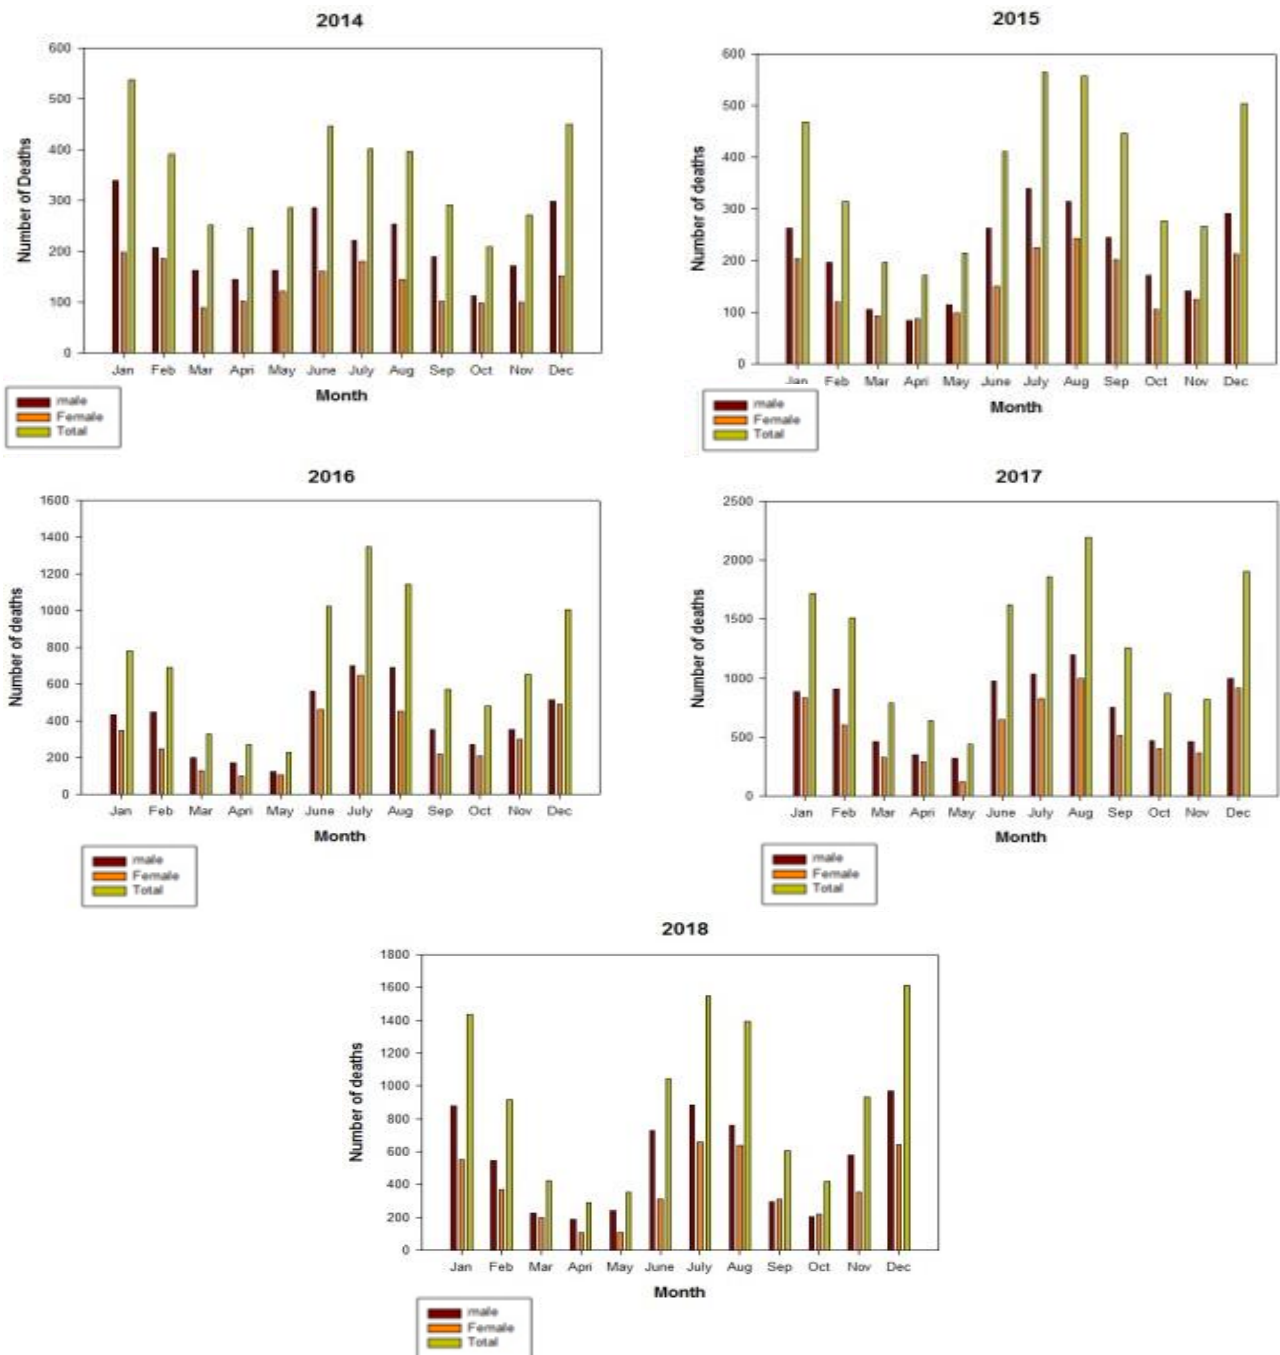 2014
600
500
400
300
200
100
0
Number of Deaths
Jan Feb Mar Apri May June July Aug Sep Oct Nov Dec
Month
male
Female
Total
2015
600
500
400
300
200
100
0
Number of deaths
Jan Feb Mar Apri May June July Aug Sep Oct Nov Dec
Month
male
Female
Total
2016
1600
1400
1200
1000
800
600
400
200
0
Number of deaths
Jan Feb Mar Apri May June July Aug Sep Oct Nov Dec
Month
male
Female
Total
2017
2500
2000
1500
1000
500
0
Number of deaths
Jan Feb Mar Apri May June July Aug Sep Oct Nov Dec
Month
male
Female
Total
2018
1800
1600
1400
1200
1000
800
600
400
200
0
Number of deaths
Jan Feb Mar Apri May June July Aug Sep Oct Nov Dec
Month
male
Female
Total